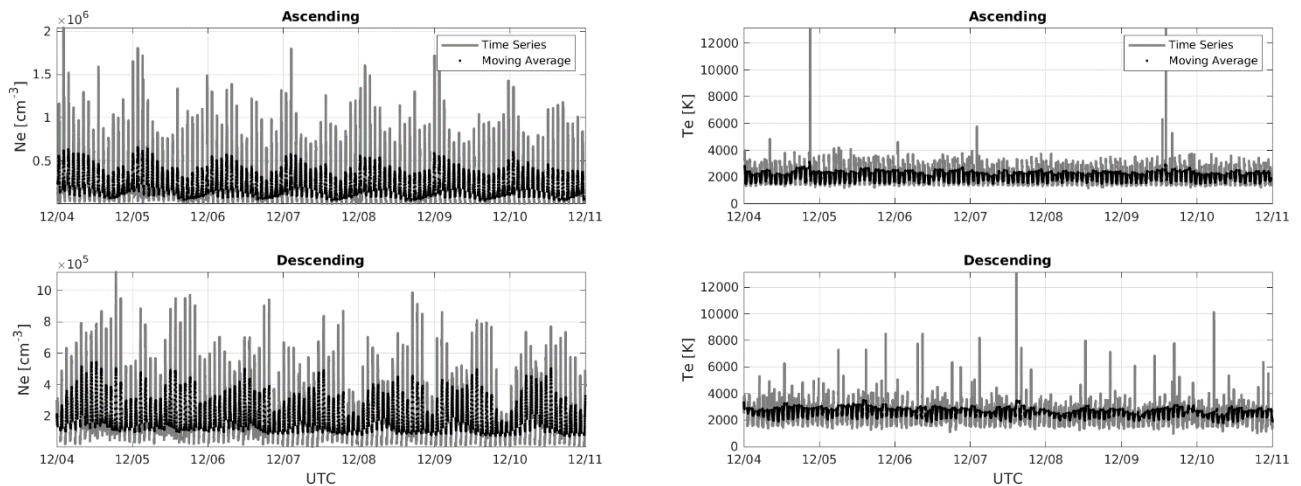 Ascending
×10⁶
Ne [cm⁻³]
2
1.5
1
0.5
Time Series
Moving Average
12/04 12/05 12/06 12/07 12/08 12/09 12/10 12/11
Ascending
Te [K]
12000
10000
8000
6000
4000
2000
0
Time Series
Moving Average
12/04 12/05 12/06 12/07 12/08 12/09 12/10 12/11
Descending
×10⁵
Ne [cm⁻³]
10
8
6
4
2
12/04 12/05 12/06 12/07 12/08 12/09 12/10 12/11
UTC
Descending
Te [K]
12000
10000
8000
6000
4000
2000
0
12/04 12/05 12/06 12/07 12/08 12/09 12/10 12/11
UTC